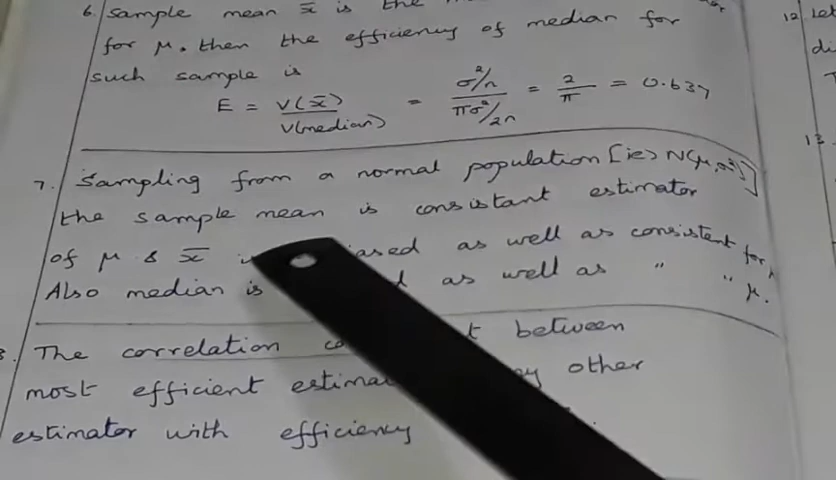 6. Sample mean x̄ is the
for μ. then the efficiency of median for
such sample is
E = V(x̄) / V(median) = σ²/n / πσ²/2n = 2/π = 0.637
7. Sampling from a normal population [ie> N(μ,σ²)]
the sample mean is consistant estimator
of μ & x̄ as well as consistent for μ
Also median is as well as " " μ.
The correlation between
most efficient other
estimator with efficiency
12. Let
di
13.